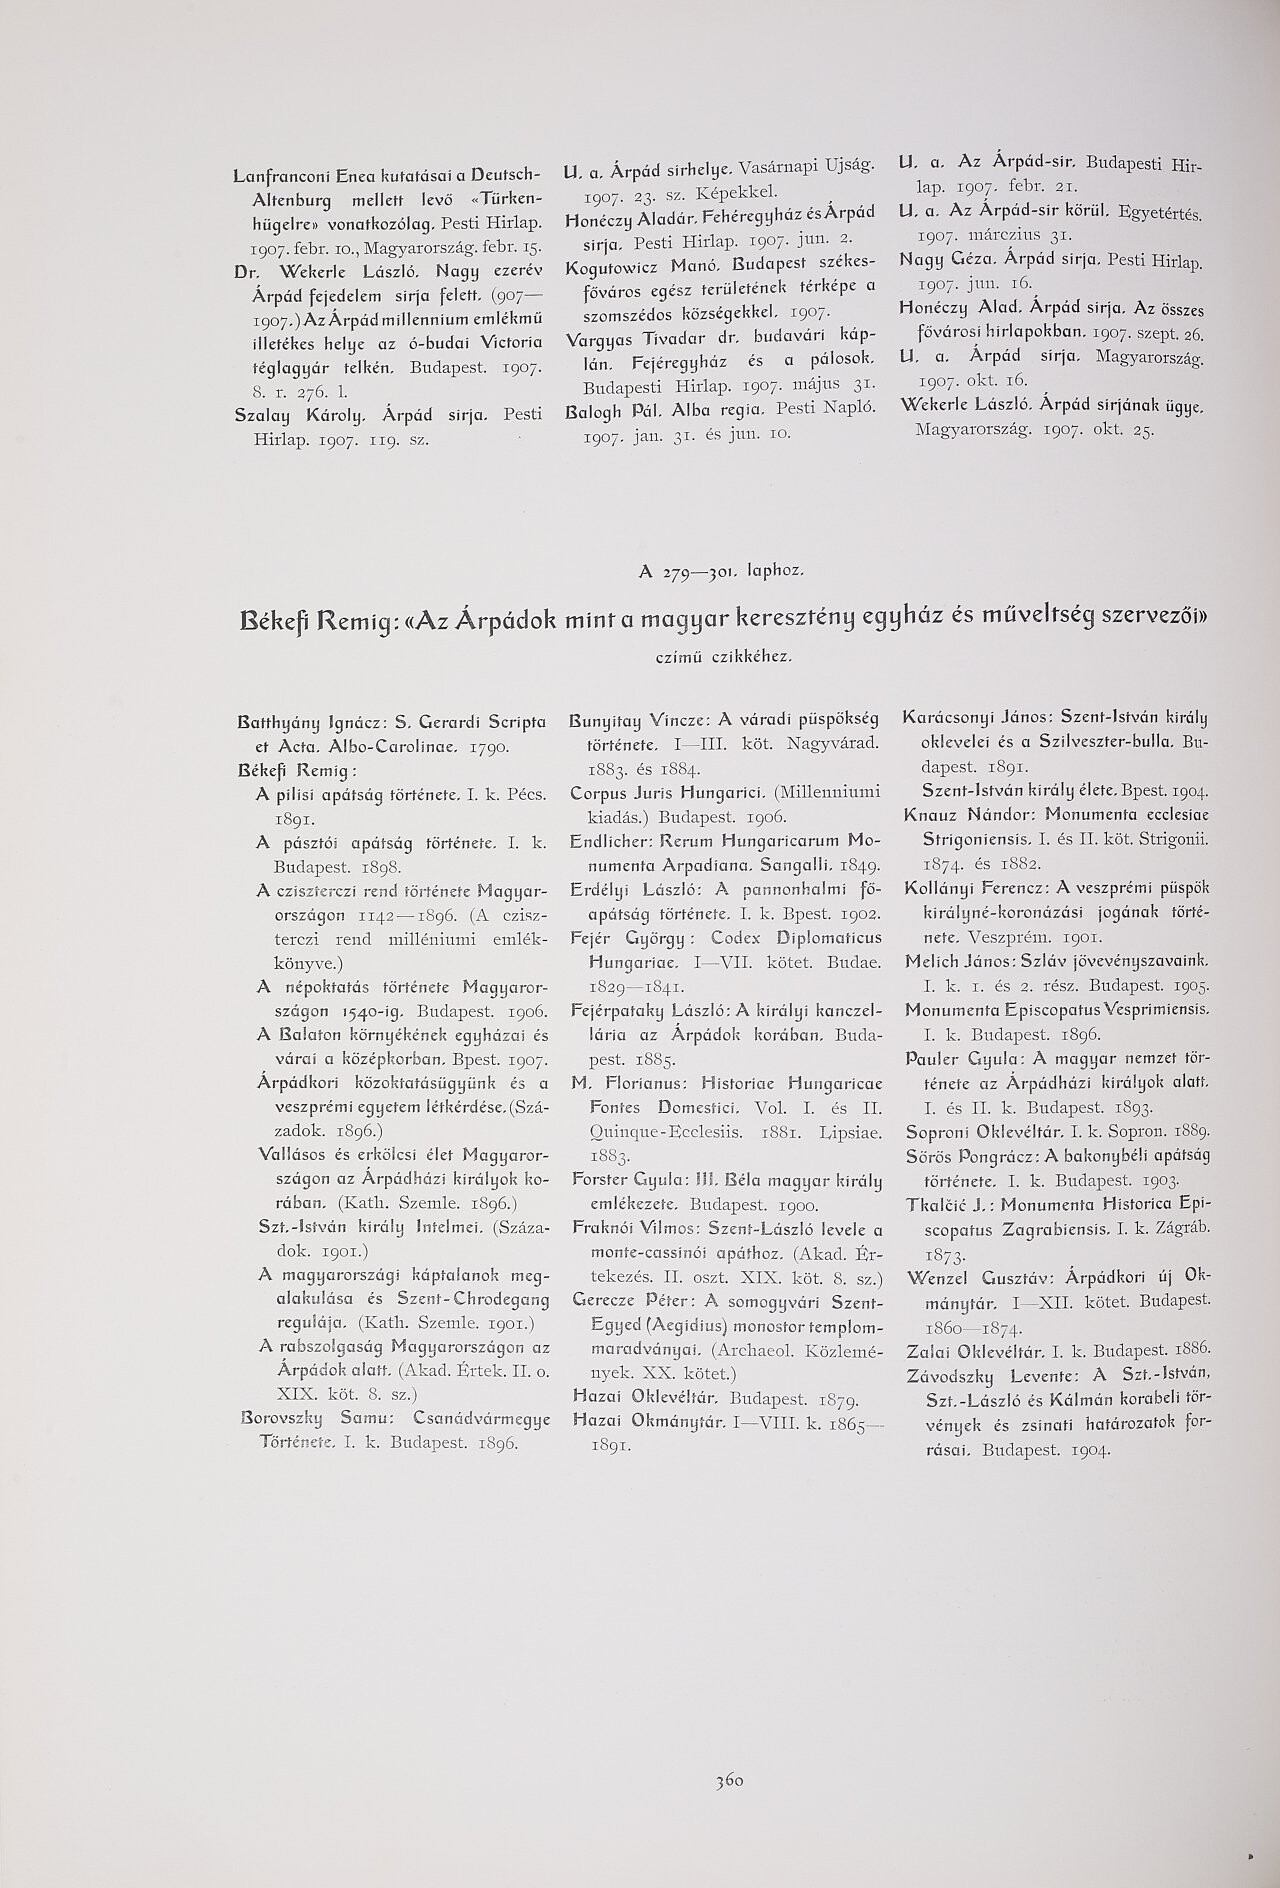 Lanfranconi Enea kutatásai a Deutsch-
Altenburg mellett levő «Türken-
hügelre» vonatkozólag. Pesti Hirlap.
1907. febr. 10., Magyarország. febr. 15.
Dr. Wekerle László. Nagy ezerév
Árpád fejedelem sirja felett. (907—
1907.) Az Árpád millennium emlékmű
illetékes helye az ó-budai Victoria
téglagyár telkén. Budapest. 1907.
8. r. 276. l.
Szalay Károly. Árpád sirja. Pesti
Hirlap. 1907. 119. sz.
U. a. Árpád sirhelye. Vasárnapi Ujság.
1907. 23. sz. Képekkel.
Honéczy Aladár. Fehéregyház és Árpád
sirja. Pesti Hirlap. 1907. jun. 2.
Kogutowicz Manó. Budapest székes-
főváros egész területének térképe a
szomszédos községekkel. 1907.
Vargyas Tivadar dr. budavári káp-
lán. Fejéregyház és a pálosok.
Budapesti Hirlap. 1907. május 31.
Balogh Pál. Alba regia. Pesti Napló.
1907. jan. 31. és jun. 10.
U. a. Az Árpád-sir. Budapesti Hir-
lap. 1907. febr. 21.
U. a. Az Árpád-sir körül. Egyetértés.
1907. márczius 31.
Nagy Géza. Árpád sirja. Pesti Hirlap.
1907. jun. 16.
Honéczy Alad. Árpád sirja. Az összes
fővárosi hirlapokban. 1907. szept. 26.
U. a. Árpád sirja. Magyarország.
1907. okt. 16.
Wekerle László. Árpád sirjának ügye.
Magyarország. 1907. okt. 25.
A 279—301. laphoz.
Békefi Remig: «Az Árpádok mint a magyar keresztény egyház és műveltség szervezői»
czímű czikkéhez.
Batthyány Ignácz: S. Gerardi Scripta
et Acta. Albo-Carolinae. 1790.
Békefi Remig:
A pilisi apátság története. I. k. Pécs.
1891.
A pásztói apátság története. I. k.
Budapest. 1898.
A cziszterczi rend története Magyar-
országon 1142—1896. (A czisz-
terczi rend milléniumi emlék-
könyve.)
A népoktatás története Magyaror-
szágon 1540-ig. Budapest. 1906.
A Balaton környékének egyházai és
várai a középkorban. Bpest. 1907.
Árpádkori közoktatásügyünk és a
veszprémi egyetem létkérdése. (Szá-
zadok. 1896.)
Vallásos és erkölcsi élet Magyaror-
szágon az Árpádházi királyok ko-
rában. (Kath. Szemle. 1896.)
Szt.-István király Intelmei. (Száza-
dok. 1901.)
A magyarországi káptalanok meg-
alakulása és Szent-Chrodegang
regulája. (Kath. Szemle. 1901.)
A rabszolgaság Magyarországon az
Árpádok alatt. (Akad. Értek. II. o.
XIX. köt. 8. sz.)
Borovszky Samu: Csanádvármegye
Története. I. k. Budapest. 1896.
Bunyitay Vincze: A váradi püspökség
története. I—III. köt. Nagyvárad.
1883. és 1884.
Corpus Juris Hungarici. (Millenniumi
kiadás.) Budapest. 1906.
Endlicher: Rerum Hungaricarum Mo-
numenta Arpadiana. Sangalli. 1849.
Erdélyi László: A pannonhalmi fő-
apátság története. I. k. Bpest. 1902.
Fejér György: Codex Diplomaticus
Hungariae. I—VII. kötet. Budae.
1829—1841.
Fejérpataky László: A királyi kanczel-
lária az Árpádok korában. Buda-
pest. 1885.
M. Florianus: Historiae Hungaricae
Fontes Domestici. Vol. I. és II.
Quinque-Ecclesiis. 1881. Lipsiae.
1883.
Forster Gyula: III. Béla magyar király
emlékezete. Budapest. 1900.
Fraknói Vilmos: Szent-László levele a
monte-cassinói apáthoz. (Akad. Ér-
tekezés. II. oszt. XIX. köt. 8. sz.)
Gerecze Péter: A somogyvári Szent-
Egyed (Aegidius) monostor templom-
maradványai. (Archaeol. Közlemé-
nyek. XX. kötet.)
Hazai Oklevéltár. Budapest. 1879.
Hazai Okmánytár. I—VIII. k. 1865—
1891.
Karácsonyi János: Szent-István király
oklevelei és a Szilveszter-bulla. Bu-
dapest. 1891.
Szent-István király élete. Bpest. 1904.
Knauz Nándor: Monumenta ecclesiae
Strigoniensis. I. és II. köt. Strigonii.
1874. és 1882.
Kollányi Ferencz: A veszprémi püspök
királyné-koronázási jogának törté-
nete. Veszprém. 1901.
Melich János: Szláv jövevényszavaink.
I. k. 1. és 2. rész. Budapest. 1905.
Monumenta Episcopatus Vesprimiensis.
I. k. Budapest. 1896.
Pauler Gyula: A magyar nemzet tör-
ténete az Árpádházi királyok alatt.
I. és II. k. Budapest. 1893.
Soproni Oklevéltár. I. k. Sopron. 1889.
Sörös Pongrácz: A bakonybéli apátság
története. I. k. Budapest. 1903.
Tkalčić J.: Monumenta Historica Epi-
scopatus Zagrabiensis. I. k. Zágráb.
1873.
Wenzel Gusztáv: Árpádkori új Ok-
mánytár. I—XII. kötet. Budapest.
1860—1874.
Zalai Oklevéltár. I. k. Budapest. 1886.
Závodszky Levente: A Szt.-István,
Szt.-László és Kálmán korabeli tör-
vények és zsinati határozatok for-
rásai. Budapest. 1904.
360